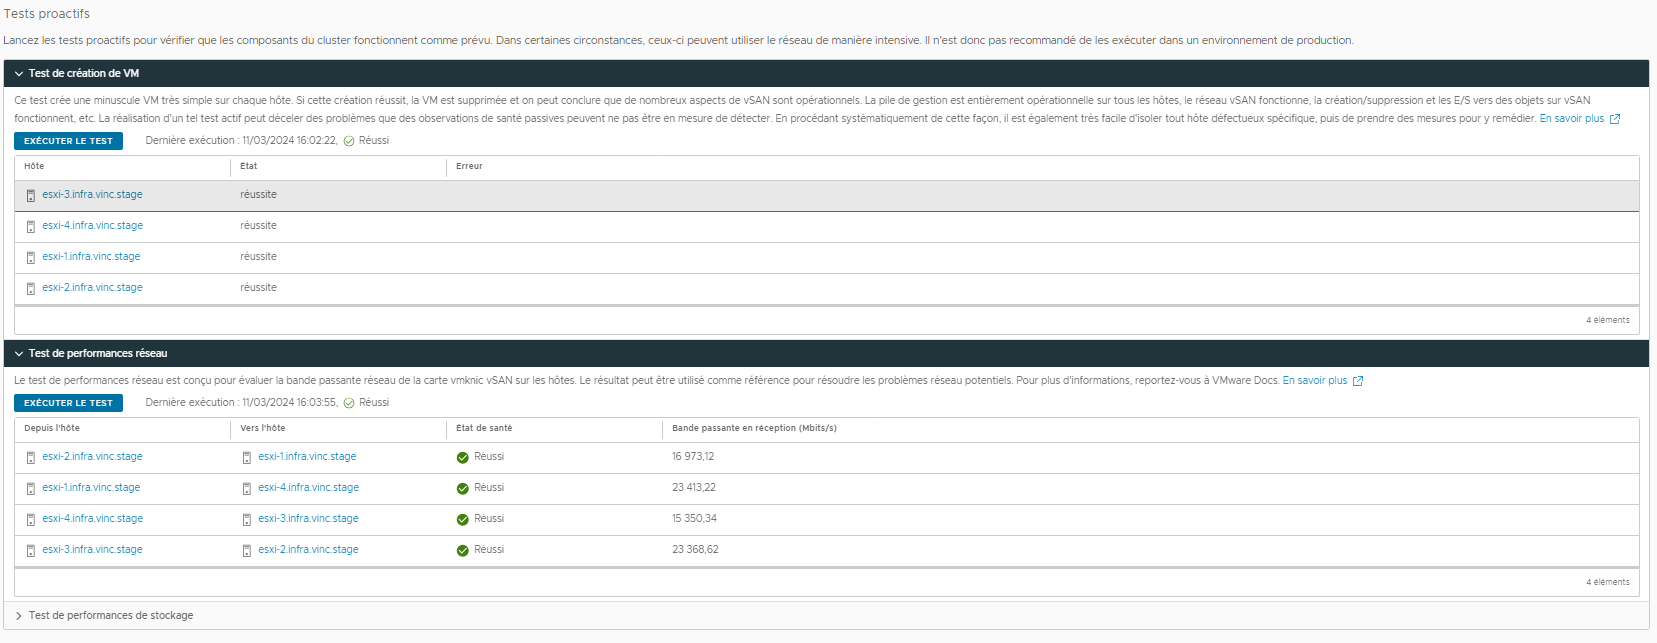 Tests proactifs
Lancez les tests proactifs pour vérifier que les composants du cluster fonctionnent comme prévu. Dans certaines circonstances, ceux-ci peuvent utiliser le réseau de manière intensive. Il n'est donc pas recommandé de les exécuter dans un environnement de production.
Test de création de VM
Ce test crée une minuscule VM très simple sur chaque hôte. Si cette création réussit, la VM est supprimée et on peut conclure que de nombreux aspects de vSAN sont opérationnels. La pile de gestion est entièrement opérationnelle sur tous les hôtes, le réseau vSAN fonctionne, la création/suppression et les E/S vers des objets sur vSAN
fonctionnent, etc. La réalisation d'un tel test actif peut déceler des problèmes que des observations de santé passives peuvent ne pas être en mesure de détecter. En procédant systématiquement de cette façon, il est également très facile d'isoler tout hôte défectueux spécifique, puis de prendre des mesures pour y remédier. En savoir plus
EXÉCUTER LE TEST Dernière exécution : 11/03/2024 16:02:22, Réussi
Hôte État Erreur
esxi-3.infra.vinc.stage réussite
esxi-4.infra.vinc.stage réussite
esxi-1.infra.vinc.stage réussite
esxi-2.infra.vinc.stage réussite
4 éléments
Test de performances réseau
Le test de performances réseau est conçu pour évaluer la bande passante réseau de la carte vmknic vSAN sur les hôtes. Le résultat peut être utilisé comme référence pour résoudre les problèmes réseau potentiels. Pour plus d'informations, reportez-vous à VMware Docs. En savoir plus
EXÉCUTER LE TEST Dernière exécution : 11/03/2024 16:03:55, Réussi
Depuis l'hôte Vers l'hôte État de santé Bande passante en réception (Mbits/s)
esxi-2.infra.vinc.stage esxi-1.infra.vinc.stage Réussi 16 973,12
esxi-1.infra.vinc.stage esxi-4.infra.vinc.stage Réussi 23 413,22
esxi-4.infra.vinc.stage esxi-3.infra.vinc.stage Réussi 15 350,34
esxi-3.infra.vinc.stage esxi-2.infra.vinc.stage Réussi 23 368,62
4 éléments
Test de performances de stockage